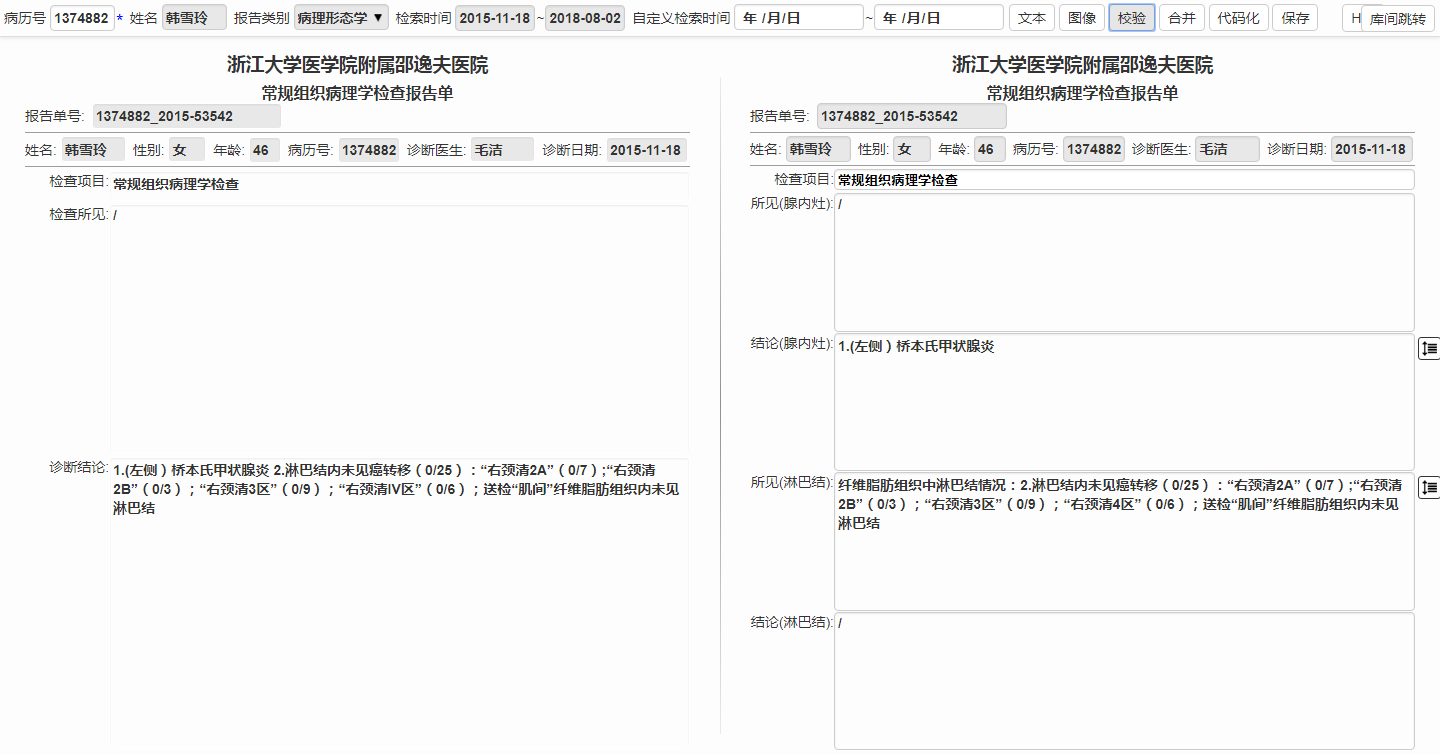 病历号 1374882 * 姓名 韩雪玲 报告类别 病理形态学 ▼ 检索时间 2015-11-18 ~ 2018-08-02 自定义检索时间 年 /月/日 ~ 年 /月/日 文本 图像 校验 合并 代码化 保存 H 库间跳转
浙江大学医学院附属邵逸夫医院
常规组织病理学检查报告单
报告单号: 1374882_2015-53542
姓名: 韩雪玲 性别: 女 年龄: 46 病历号: 1374882 诊断医生: 毛洁 诊断日期: 2015-11-18
检查项目: 常规组织病理学检查
检查所见: /
诊断结论: 1.(左侧）桥本氏甲状腺炎 2.淋巴结内未见癌转移（0/25）：“右颈清2A”（0/7）;“右颈清
2B”（0/3）；“右颈清3区”（0/9）；“右颈清IV区”（0/6）；送检“肌间”纤维脂肪组织内未见
淋巴结
浙江大学医学院附属邵逸夫医院
常规组织病理学检查报告单
报告单号: 1374882_2015-53542
姓名: 韩雪玲 性别: 女 年龄: 46 病历号: 1374882 诊断医生: 毛洁 诊断日期: 2015-11-18
检查项目: 常规组织病理学检查
所见(腺内灶): /
结论(腺内灶): 1.(左侧）桥本氏甲状腺炎
所见(淋巴结): 纤维脂肪组织中淋巴结情况：2.淋巴结内未见癌转移（0/25）：“右颈清2A”（0/7）;“右颈清
2B”（0/3）；“右颈清3区”（0/9）；“右颈清4区”（0/6）；送检“肌间”纤维脂肪组织内未见
淋巴结
结论(淋巴结): /